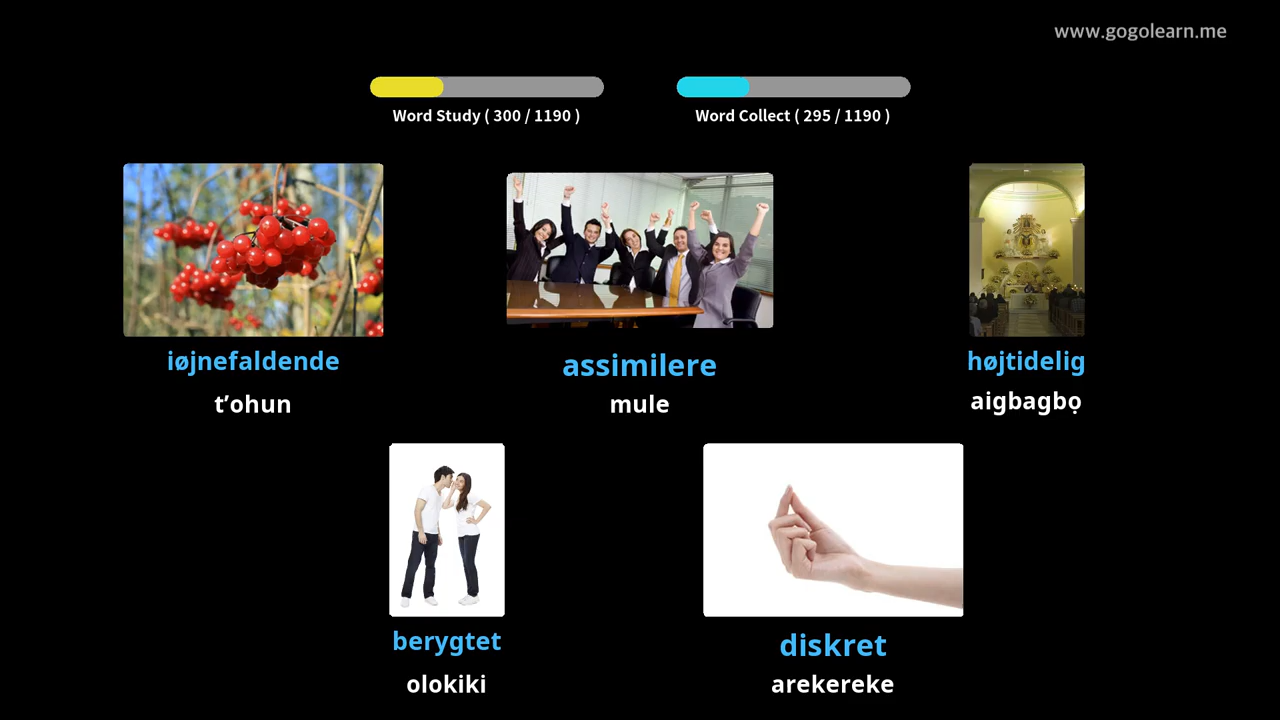 www.gogolearn.me
Word Study ( 300 / 1190 )
Word Collect ( 295 / 1190 )
iøjnefaldende
t’ohun
assimilere
mule
højtidelig
aigbagbọ
berygtet
olokiki
diskret
arekereke